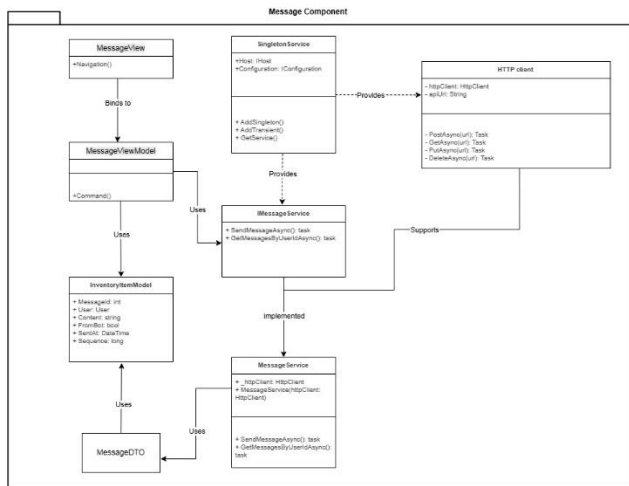 Message Component
MessageView
+Navigation()
Binds to
MessageViewModel
+Command()
Uses
Uses
InventoryItemModel
+ MessageId: int
+ User: User
+ Content: string
+ FromBot: bool
+ SentAt: DateTime
+ Sequence: long
Uses
MessageDTO
SingletonService
+Host: IHost
+Configuration: IConfiguration
+ AddSingleton()
+ AddTransient()
+ GetService()
Provides
Provides
IMessageService
+ SendMessageAsync(): task
+ GetMessagesByUserIdAsync(): task
implemented
MessageService
+ _httpClient: HttpClient
+ MessageService(httpClient:
HttpClient)
+ SendMessageAsync(): task
+ GetMessagesByUserIdAsync():
task
Uses
HTTP client
- httpClient: HttpClient
- apiUrl: String
- PostAsync(url): Task
- GetAsync(url): Task
- PutAsync(url): Task
- DeleteAsync(url): Task
Supports